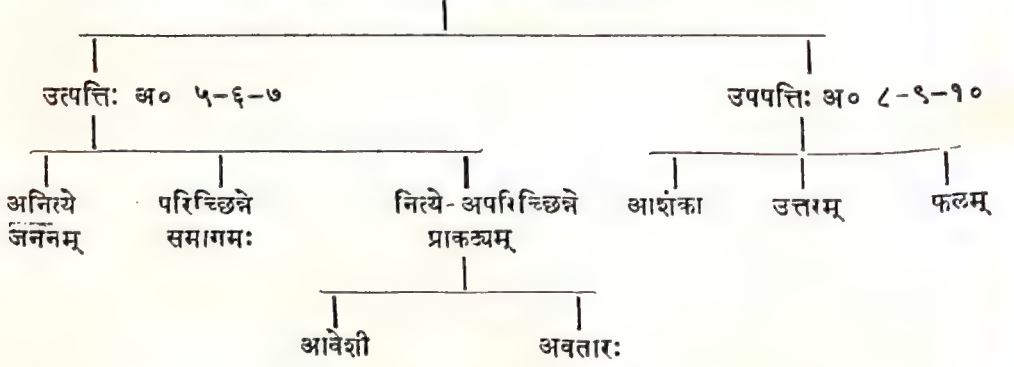 उत्पत्तिः अ० ५-६-७ उपपत्तिः अ० ८-९-१०
अनित्ये परिच्छिन्ने नित्ये-अपरिच्छिन्ने आशंका उत्तरम् फलम्
जननम् समागमः प्राकट्यम्
आवेशी अवतारः